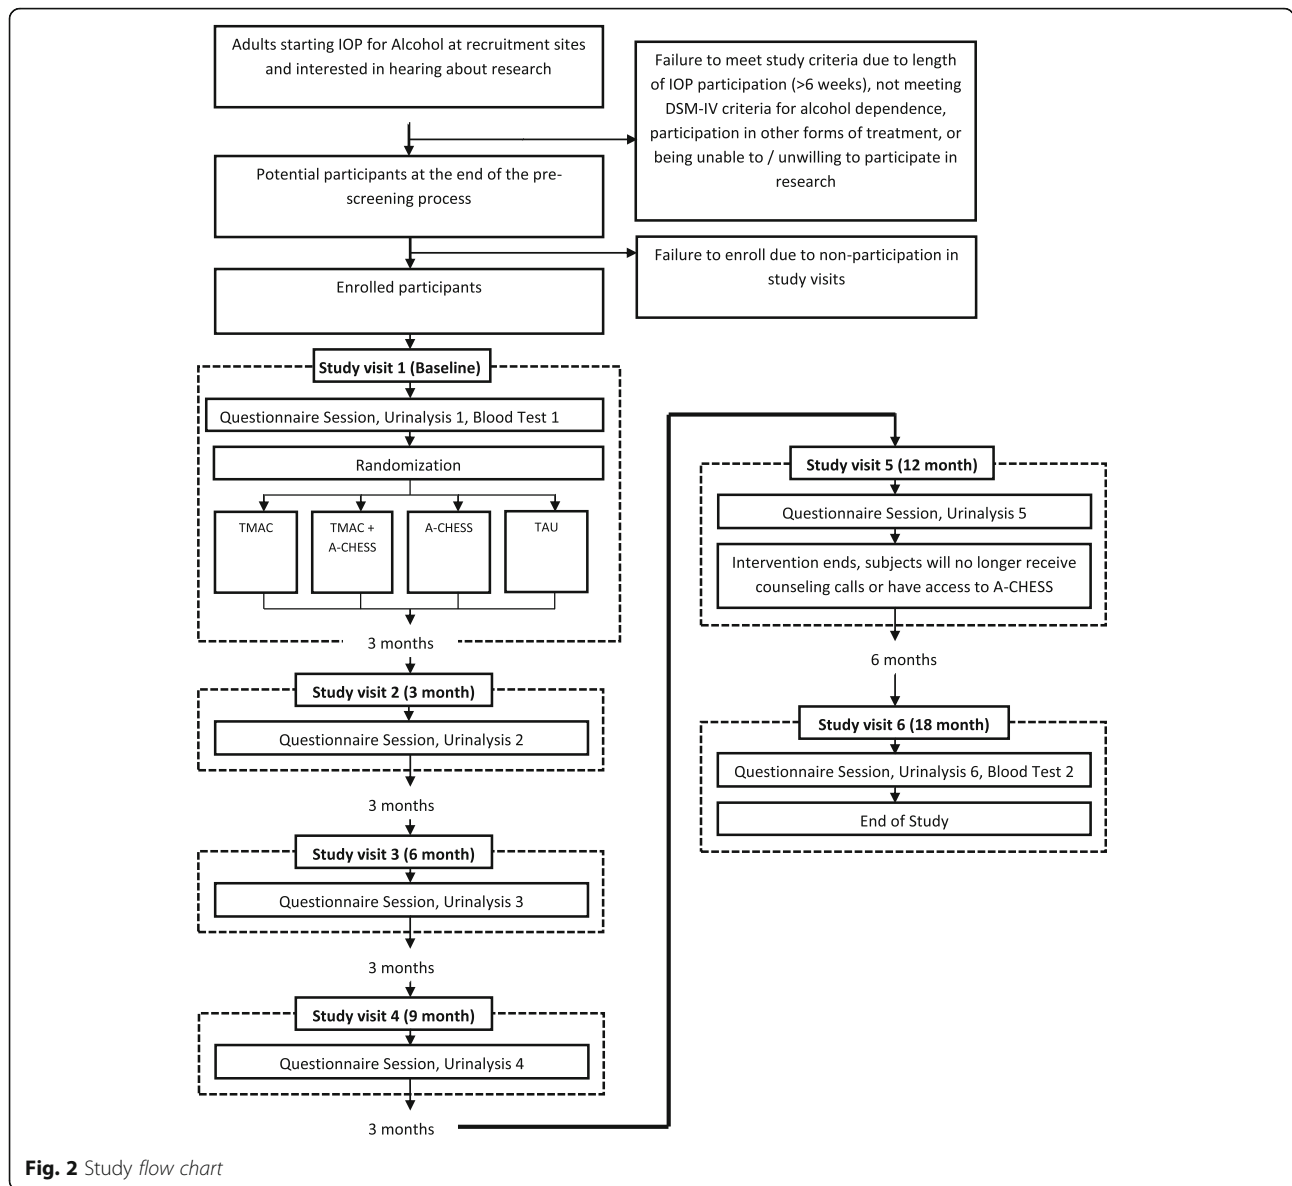 Adults starting IOP for Alcohol at recruitment sites
and interested in hearing about research
Failure to meet study criteria due to length
of IOP participation (>6 weeks), not meeting
DSM-IV criteria for alcohol dependence,
participation in other forms of treatment, or
being unable to / unwilling to participate in
research
Potential participants at the end of the pre-
screening process
Failure to enroll due to non-participation in
study visits
Enrolled participants
Study visit 1 (Baseline)
Questionnaire Session, Urinalysis 1, Blood Test 1
Randomization
TMAC
TMAC +
A-CHESS
A-CHESS
TAU
3 months
Study visit 2 (3 month)
Questionnaire Session, Urinalysis 2
3 months
Study visit 3 (6 month)
Questionnaire Session, Urinalysis 3
3 months
Study visit 4 (9 month)
Questionnaire Session, Urinalysis 4
3 months
Study visit 5 (12 month)
Questionnaire Session, Urinalysis 5
Intervention ends, subjects will no longer receive
counseling calls or have access to A-CHESS
6 months
Study visit 6 (18 month)
Questionnaire Session, Urinalysis 6, Blood Test 2
End of Study
Fig. 2 Study flow chart